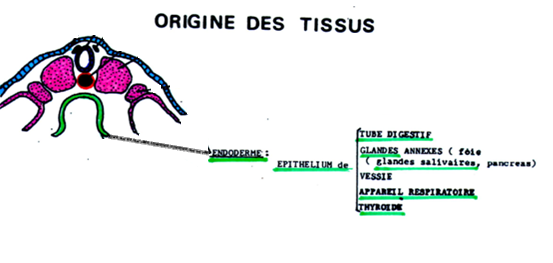 ORIGINE DES TISSUS
ENDODERME :
EPITHELIUM de
TUBE DIGESTIF
GLANDES ANNEXES ( foie
( glandes salivaires, pancreas)
VESSIE
APPAREIL RESPIRATOIRE
THYROIDE